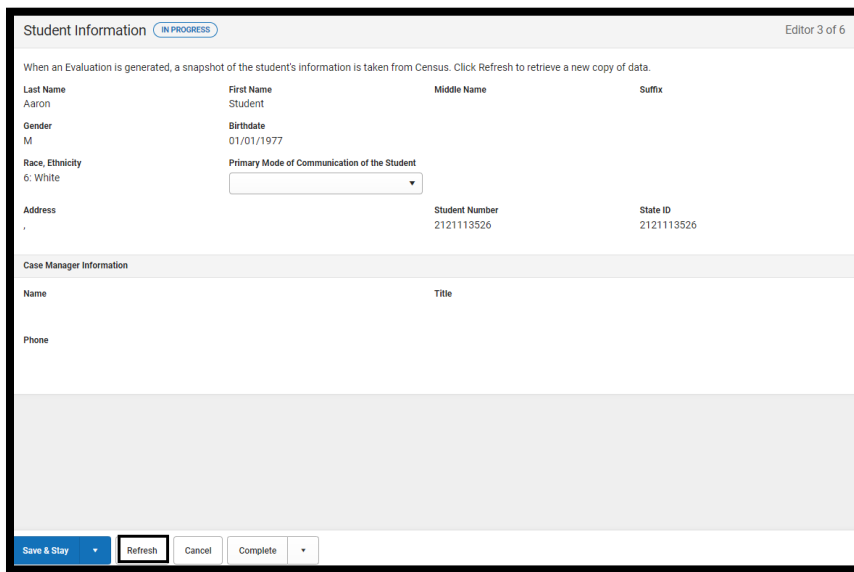 Student Information IN PROGRESS Editor 3 of 6
When an Evaluation is generated, a snapshot of the student's information is taken from Census. Click Refresh to retrieve a new copy of data.
Last Name First Name Middle Name Suffix
Aaron Student
Gender Birthdate
M 01/01/1977
Race, Ethnicity Primary Mode of Communication of the Student
6: White
Address Student Number State ID
, 2121113526 2121113526
Case Manager Information
Name Title
Phone
Save & Stay Refresh Cancel Complete